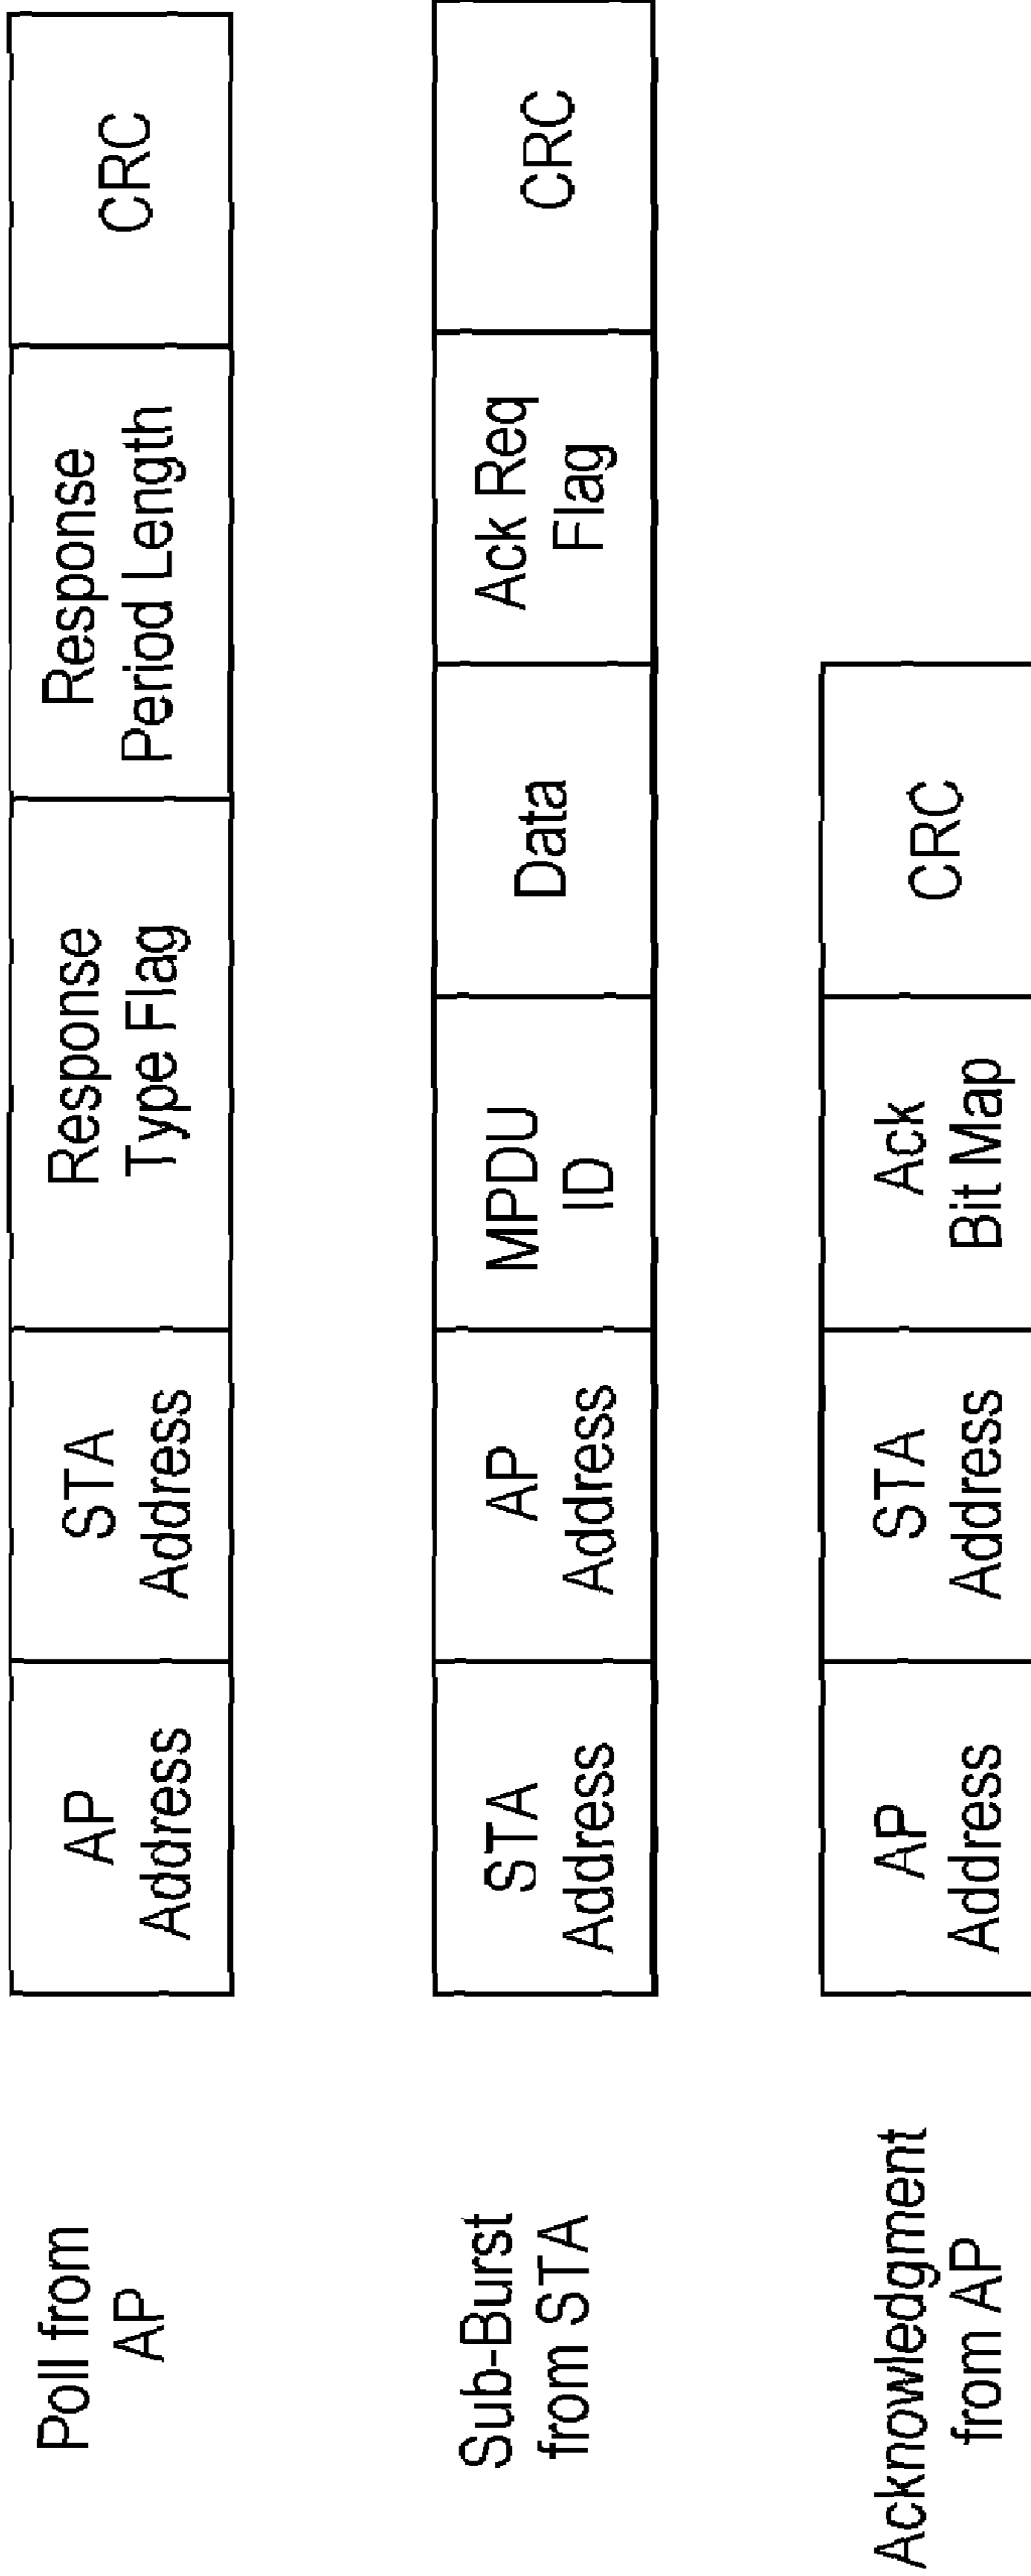 Poll from
AP
AP
Address
STA
Address
Response
Type Flag
Response
Period Length
CRC
Sub-Burst
from STA
STA
Address
AP
Address
MPDU
ID
Data
Ack Req
Flag
CRC
Acknowledgment
from AP
AP
Address
STA
Address
Ack
Bit Map
CRC